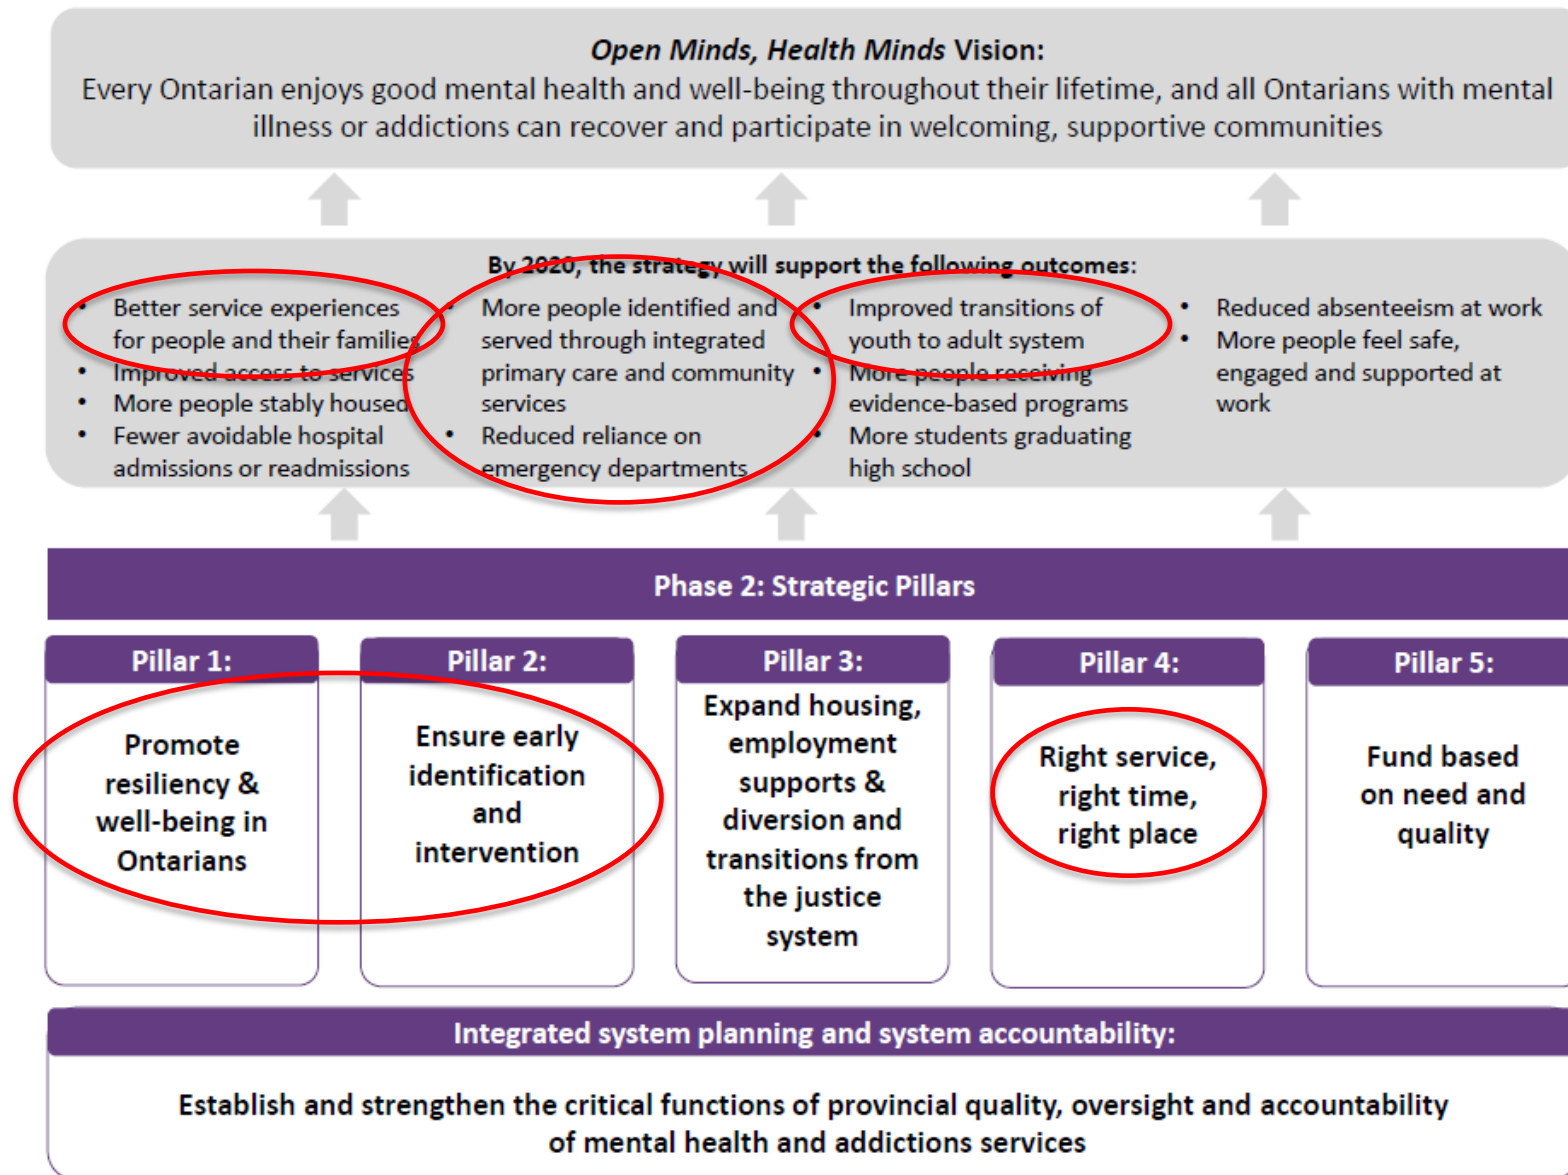 Open Minds, Health Minds Vision:
Every Ontarian enjoys good mental health and well-being throughout their lifetime, and all Ontarians with mental
illness or addictions can recover and participate in welcoming, supportive communities
By 2020, the strategy will support the following outcomes:
• Better service experiences
for people and their families
• Improved access to services
• More people stably housed
• Fewer avoidable hospital
admissions or readmissions
• More people identified and
served through integrated
primary care and community
services
• Reduced reliance on
emergency departments
• Improved transitions of
youth to adult system
• More people receiving
evidence-based programs
• More students graduating
high school
• Reduced absenteeism at work
• More people feel safe,
engaged and supported at
work
Phase 2: Strategic Pillars
Pillar 1:
Promote
resiliency &
well-being in
Ontarians
Pillar 2:
Ensure early
identification
and
intervention
Pillar 3:
Expand housing,
employment
supports &
diversion and
transitions from
the justice
system
Pillar 4:
Right service,
right time,
right place
Pillar 5:
Fund based
on need and
quality
Integrated system planning and system accountability:
Establish and strengthen the critical functions of provincial quality, oversight and accountability
of mental health and addictions services